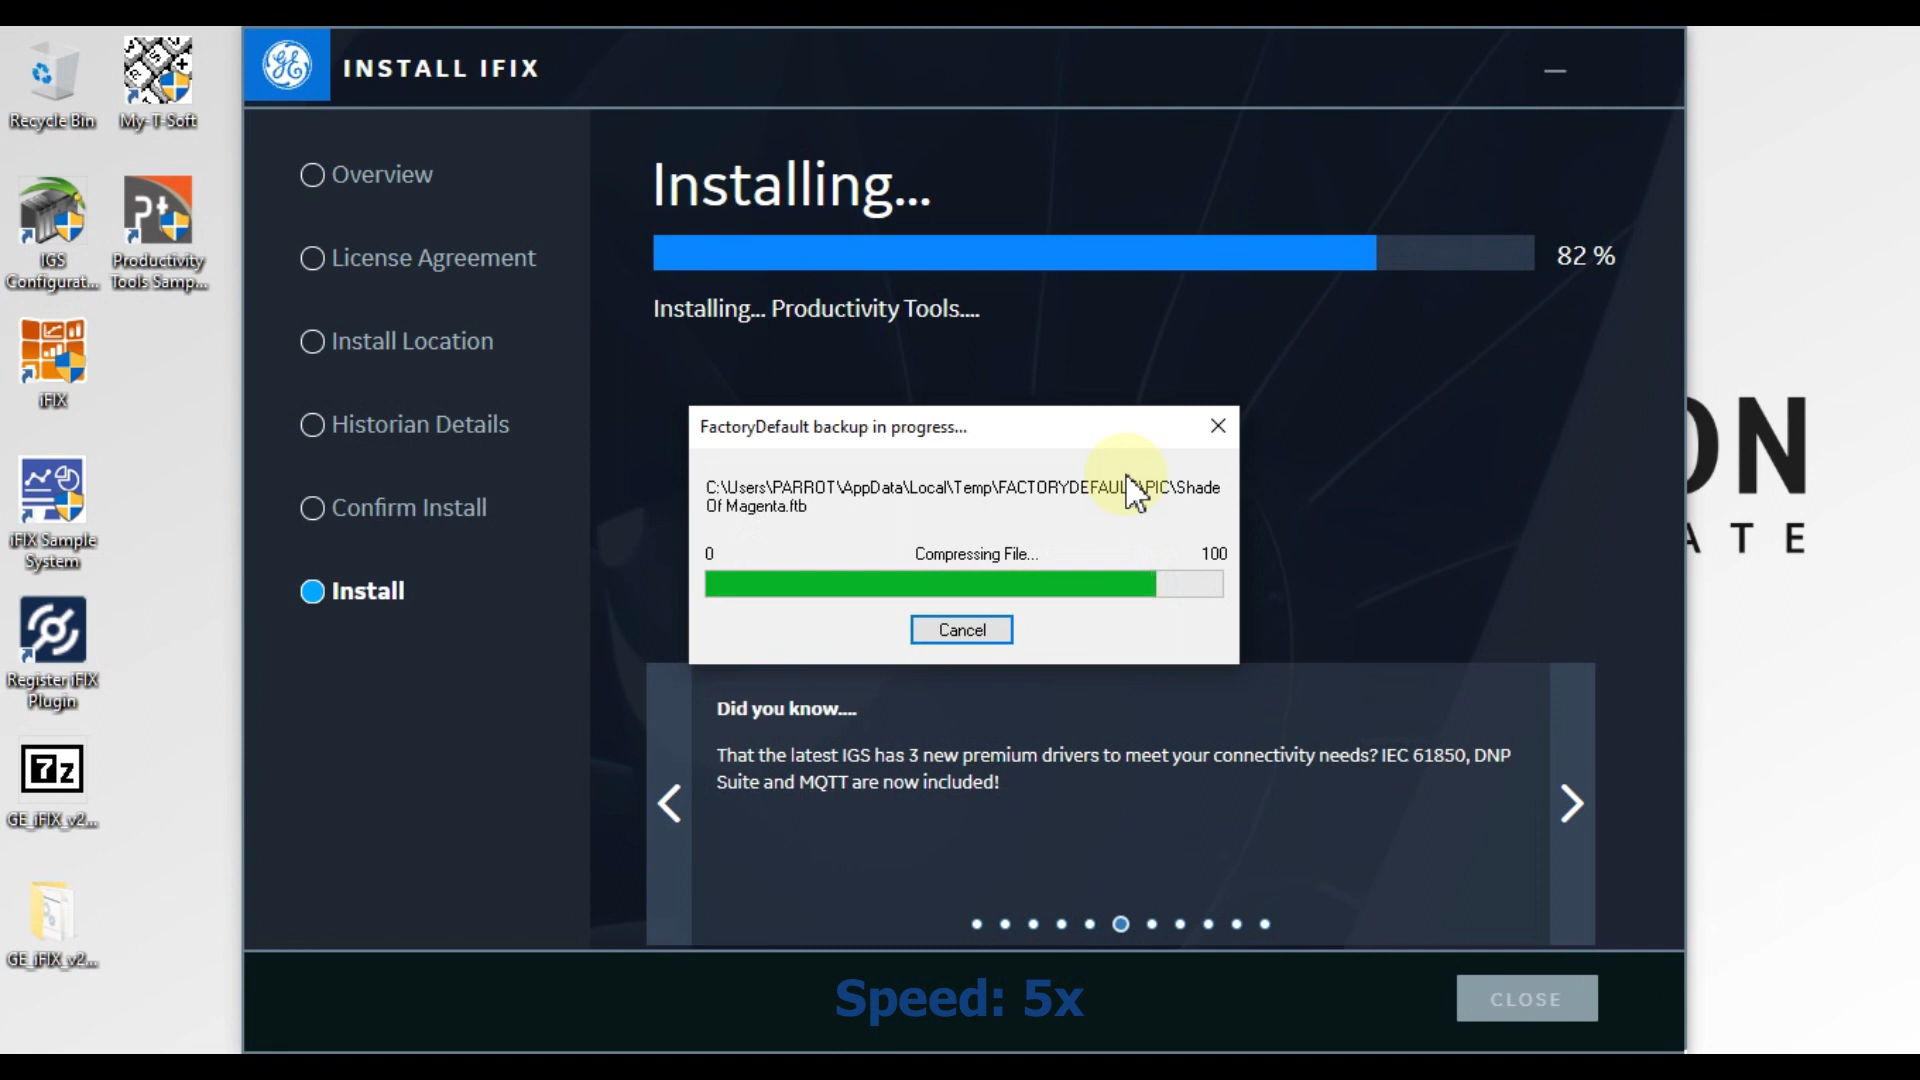 INSTALL IFIX
Recycle Bin
My-T-Soft
IGS
Configurat...
Productivity
Tools Samp...
iFIX
iFIX Sample
System
Register iFIX
Plugin
7z
GE_iFIX_v2...
GE_iFIX_v2...
Overview
License Agreement
Install Location
Historian Details
Confirm Install
Install
Installing...
82 %
Installing... Productivity Tools....
FactoryDefault backup in progress...
C:\Users\PARROT\AppData\Local\Temp\FACTORYDEFAULT\PIC\Shade
Of Magenta.ftb
0 Compressing File... 100
Cancel
Did you know....
That the latest IGS has 3 new premium drivers to meet your connectivity needs? IEC 61850, DNP
Suite and MQTT are now included!
Speed: 5x
CLOSE
ON
ATE